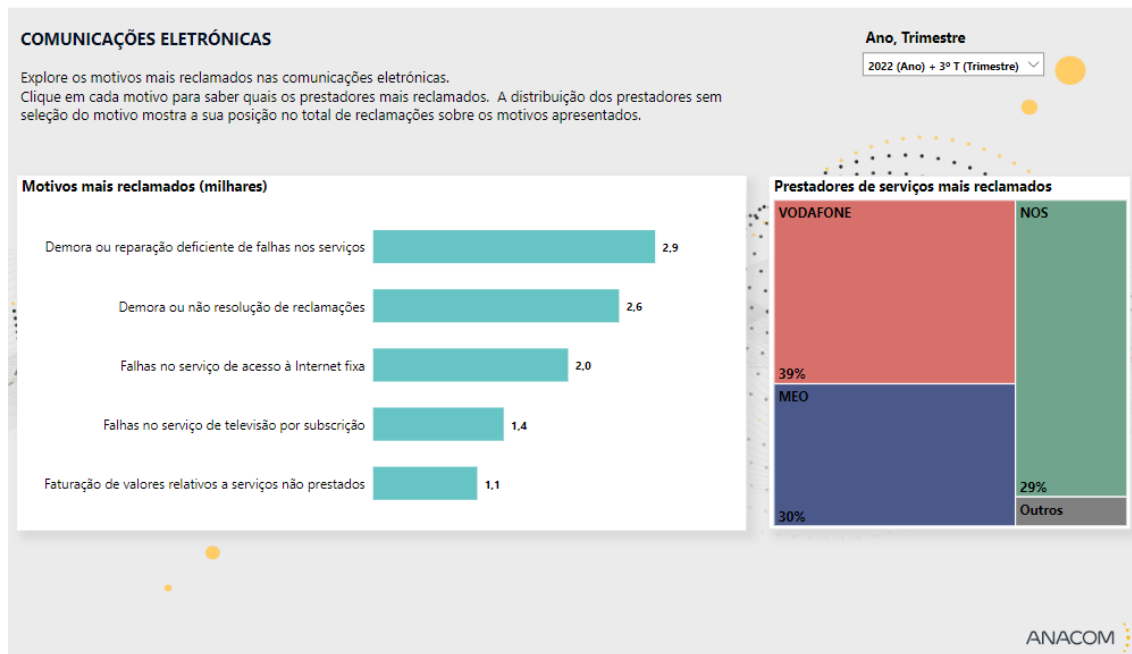 COMUNICAÇÕES ELETRÓNICAS
Ano, Trimestre
2022 (Ano) + 3º T (Trimestre)
Explore os motivos mais reclamados nas comunicações eletrónicas.
Clique em cada motivo para saber quais os prestadores mais reclamados. A distribuição dos prestadores sem
seleção do motivo mostra a sua posição no total de reclamações sobre os motivos apresentados.
Motivos mais reclamados (milhares)
Demora ou reparação deficiente de falhas nos serviços 2,9
Demora ou não resolução de reclamações 2,6
Falhas no serviço de acesso à Internet fixa 2,0
Falhas no serviço de televisão por subscrição 1,4
Faturação de valores relativos a serviços não prestados 1,1
Prestadores de serviços mais reclamados
VODAFONE
39%
MEO
30%
NOS
29%
Outros
ANACOM